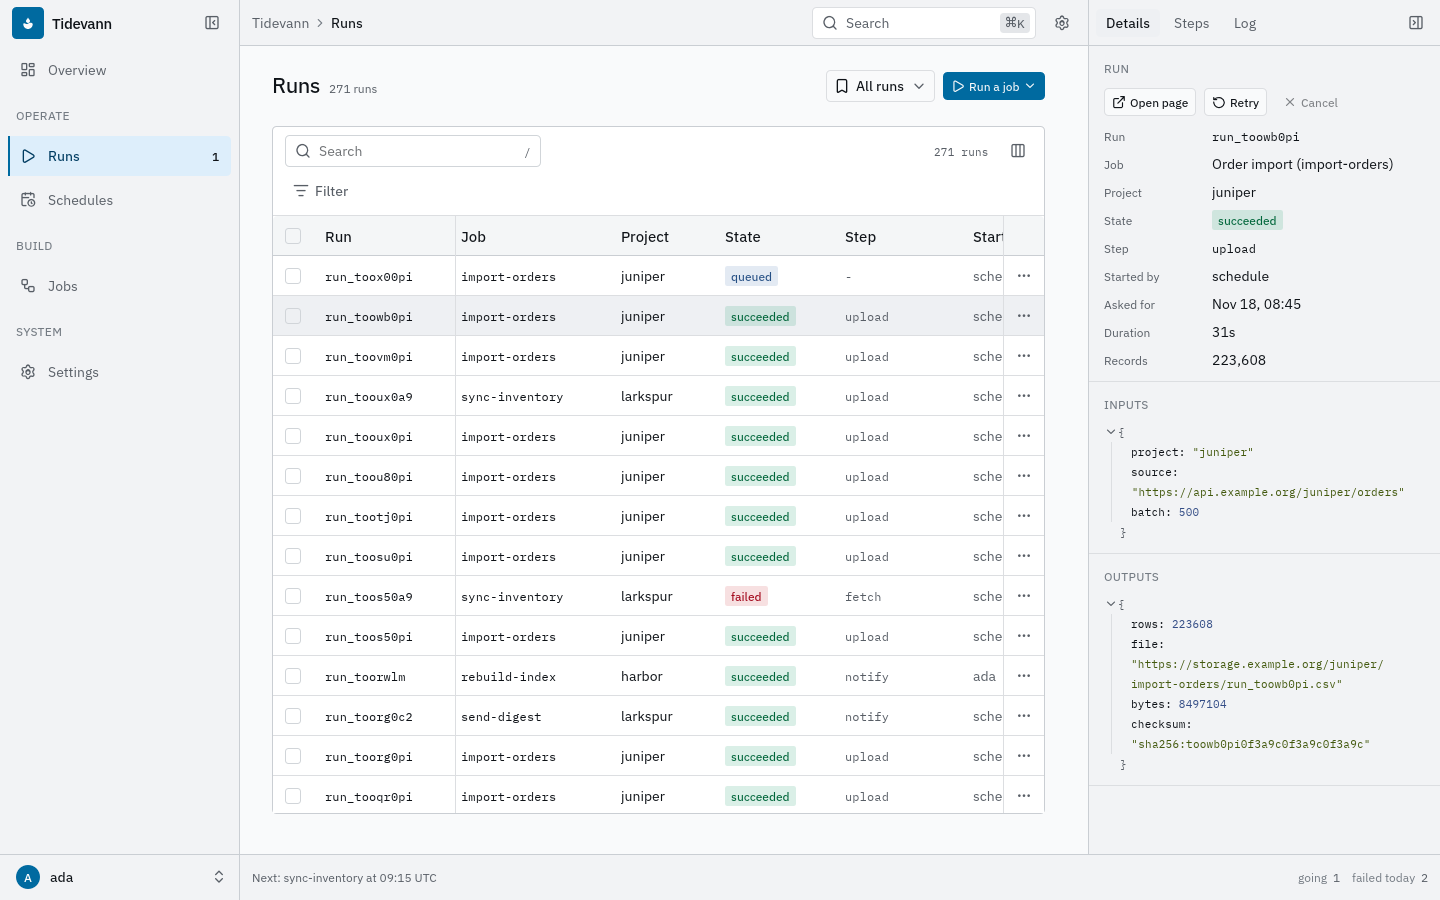 Tidevann
Overview
OPERATE
Runs 1
Schedules
BUILD
Jobs
SYSTEM
Settings
A ada
Tidevann > Runs
Search ⌘K
Runs 271 runs
All runs
Run a job
Search /
271 runs
Filter
Run Job Project State Step Start
run_toox00pi import-orders juniper queued - sche
run_toowb0pi import-orders juniper succeeded upload sche
run_toovm0pi import-orders juniper succeeded upload sche
run_tooux0a9 sync-inventory larkspur succeeded upload sche
run_tooux0pi import-orders juniper succeeded upload sche
run_toou80pi import-orders juniper succeeded upload sche
run_tootj0pi import-orders juniper succeeded upload sche
run_toosu0pi import-orders juniper succeeded upload sche
run_toos50a9 sync-inventory larkspur failed fetch sche
run_toos50pi import-orders juniper succeeded upload sche
run_toorwlm rebuild-index harbor succeeded notify ada
run_toorg0c2 send-digest larkspur succeeded notify sche
run_toorg0pi import-orders juniper succeeded upload sche
run_tooqr0pi import-orders juniper succeeded upload sche
Next: sync-inventory at 09:15 UTC
going 1 failed today 2
Details Steps Log
RUN
Open page Retry Cancel
Run run_toowb0pi
Job Order import (import-orders)
Project juniper
State succeeded
Step upload
Started by schedule
Asked for Nov 18, 08:45
Duration 31s
Records 223,608
INPUTS
{
project: "juniper"
source:
"https://api.example.org/juniper/orders"
batch: 500
}
OUTPUTS
{
rows: 223608
file:
"https://storage.example.org/juniper/
import-orders/run_toowb0pi.csv"
bytes: 8497104
checksum:
"sha256:toowb0pi0f3a9c0f3a9c0f3a9c"
}